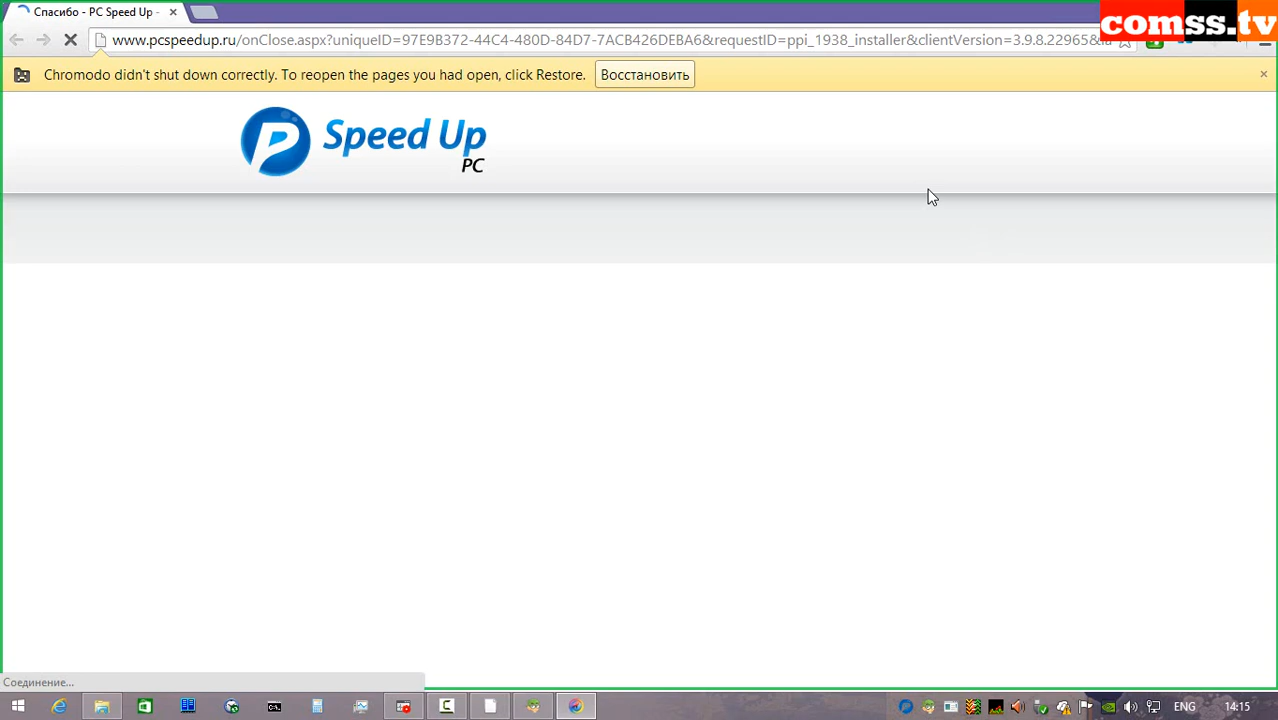 Спасибо - PC Speed Up -
comss.tv
www.pcspeedup.ru/onClose.aspx?uniqueID=97E9B372-44C4-480D-84D7-7ACB426DEBA6&requestID=ppi_1938_installer&clientVersion=3.9.8.22965&
Chromodo didn't shut down correctly. To reopen the pages you had open, click Restore. Восстановить
Speed Up
PC
Соединение...
ENG 14:15